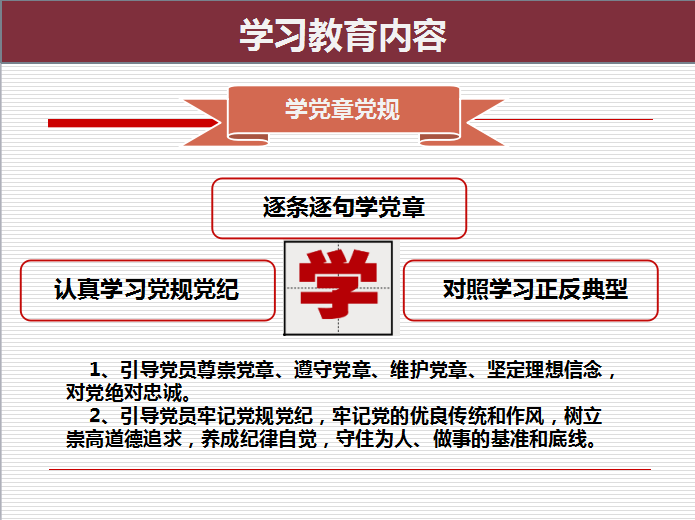 学习教育内容
学党章党规
逐条逐句学党章
认真学习党规党纪
学
对照学习正反典型
1、引导党员尊崇党章、遵守党章、维护党章、坚定理想信念，
对党绝对忠诚。
2、引导党员牢记党规党纪，牢记党的优良传统和作风，树立
崇高道德追求，养成纪律自觉，守住为人、做事的基准和底线。